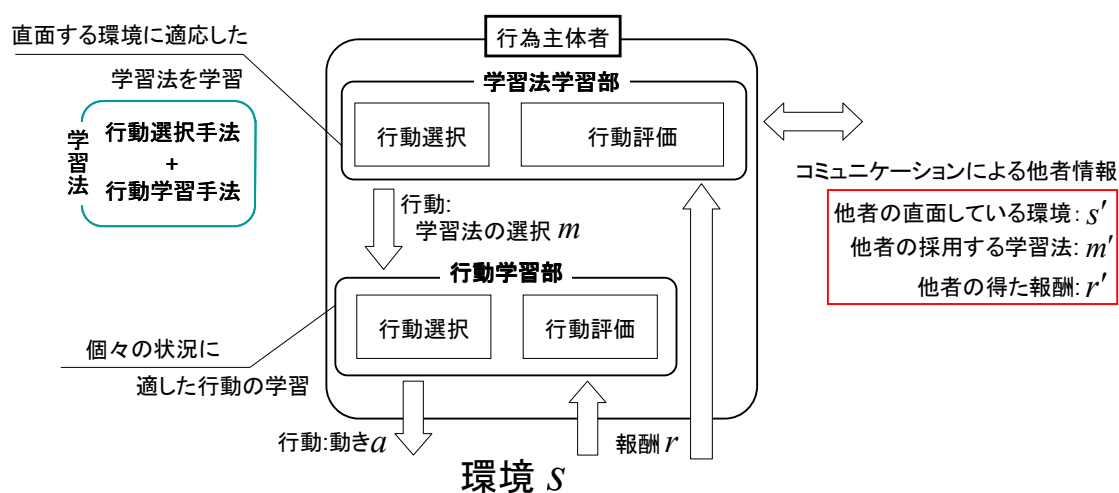 直面する環境に適応した
学習法を学習
学習法
行動選択手法
+
行動学習手法
行為主体者
学習法学習部
行動選択
行動評価
コミュニケーションによる他者情報
他者の直面している環境: s′
他者の採用する学習法: m′
他者の得た報酬: r′
行動:
学習法の選択 m
行動学習部
行動選択
行動評価
個々の状況に
適した行動の学習
行動:動きa
報酬 r
環境 s